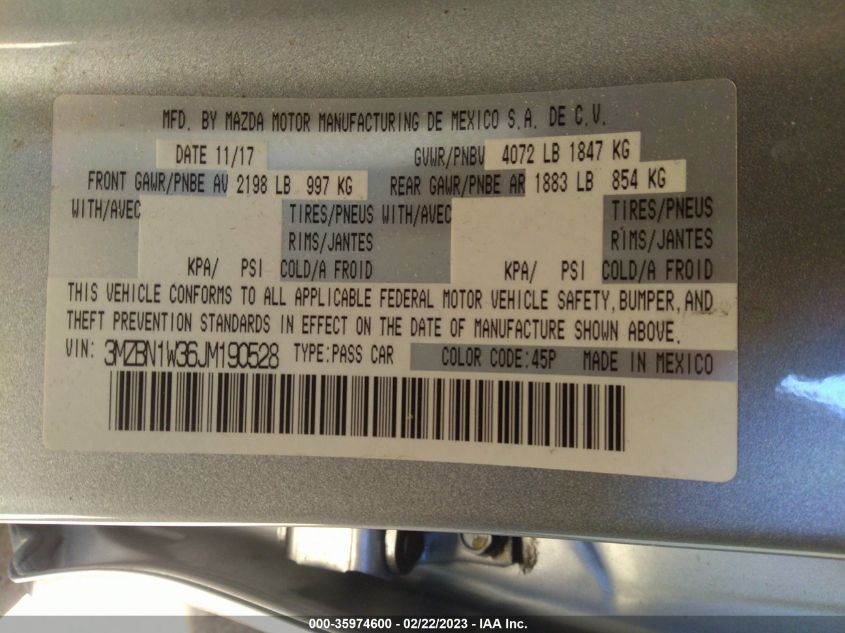 MFD. BY MAZDA MOTOR MANUFACTURING DE MEXICO S.A. DE C.V.
DATE 11/17 GVWR/PNBV 4072 LB 1847 KG
FRONT GAWR/PNBE AV 2198 LB 997 KG REAR GAWR/PNBE AR 1883 LB 854 KG
WITH/AVEC TIRES/PNEUS WITH/AVEC TIRES/PNEUS
RIMS/JANTES RIMS/JANTES
KPA/ PSI COLD/A FROID KPA/ PSI COLD/A FROID
THIS VEHICLE CONFORMS TO ALL APPLICABLE FEDERAL MOTOR VEHICLE SAFETY, BUMPER, AND
THEFT PREVENTION STANDARDS IN EFFECT ON THE DATE OF MANUFACTURE SHOWN ABOVE.
VIN: 3MZBN1W36JM190528 TYPE:PASS CAR COLOR CODE:45P MADE IN MEXICO
000-35974600 - 02/22/2023 - IAA Inc.